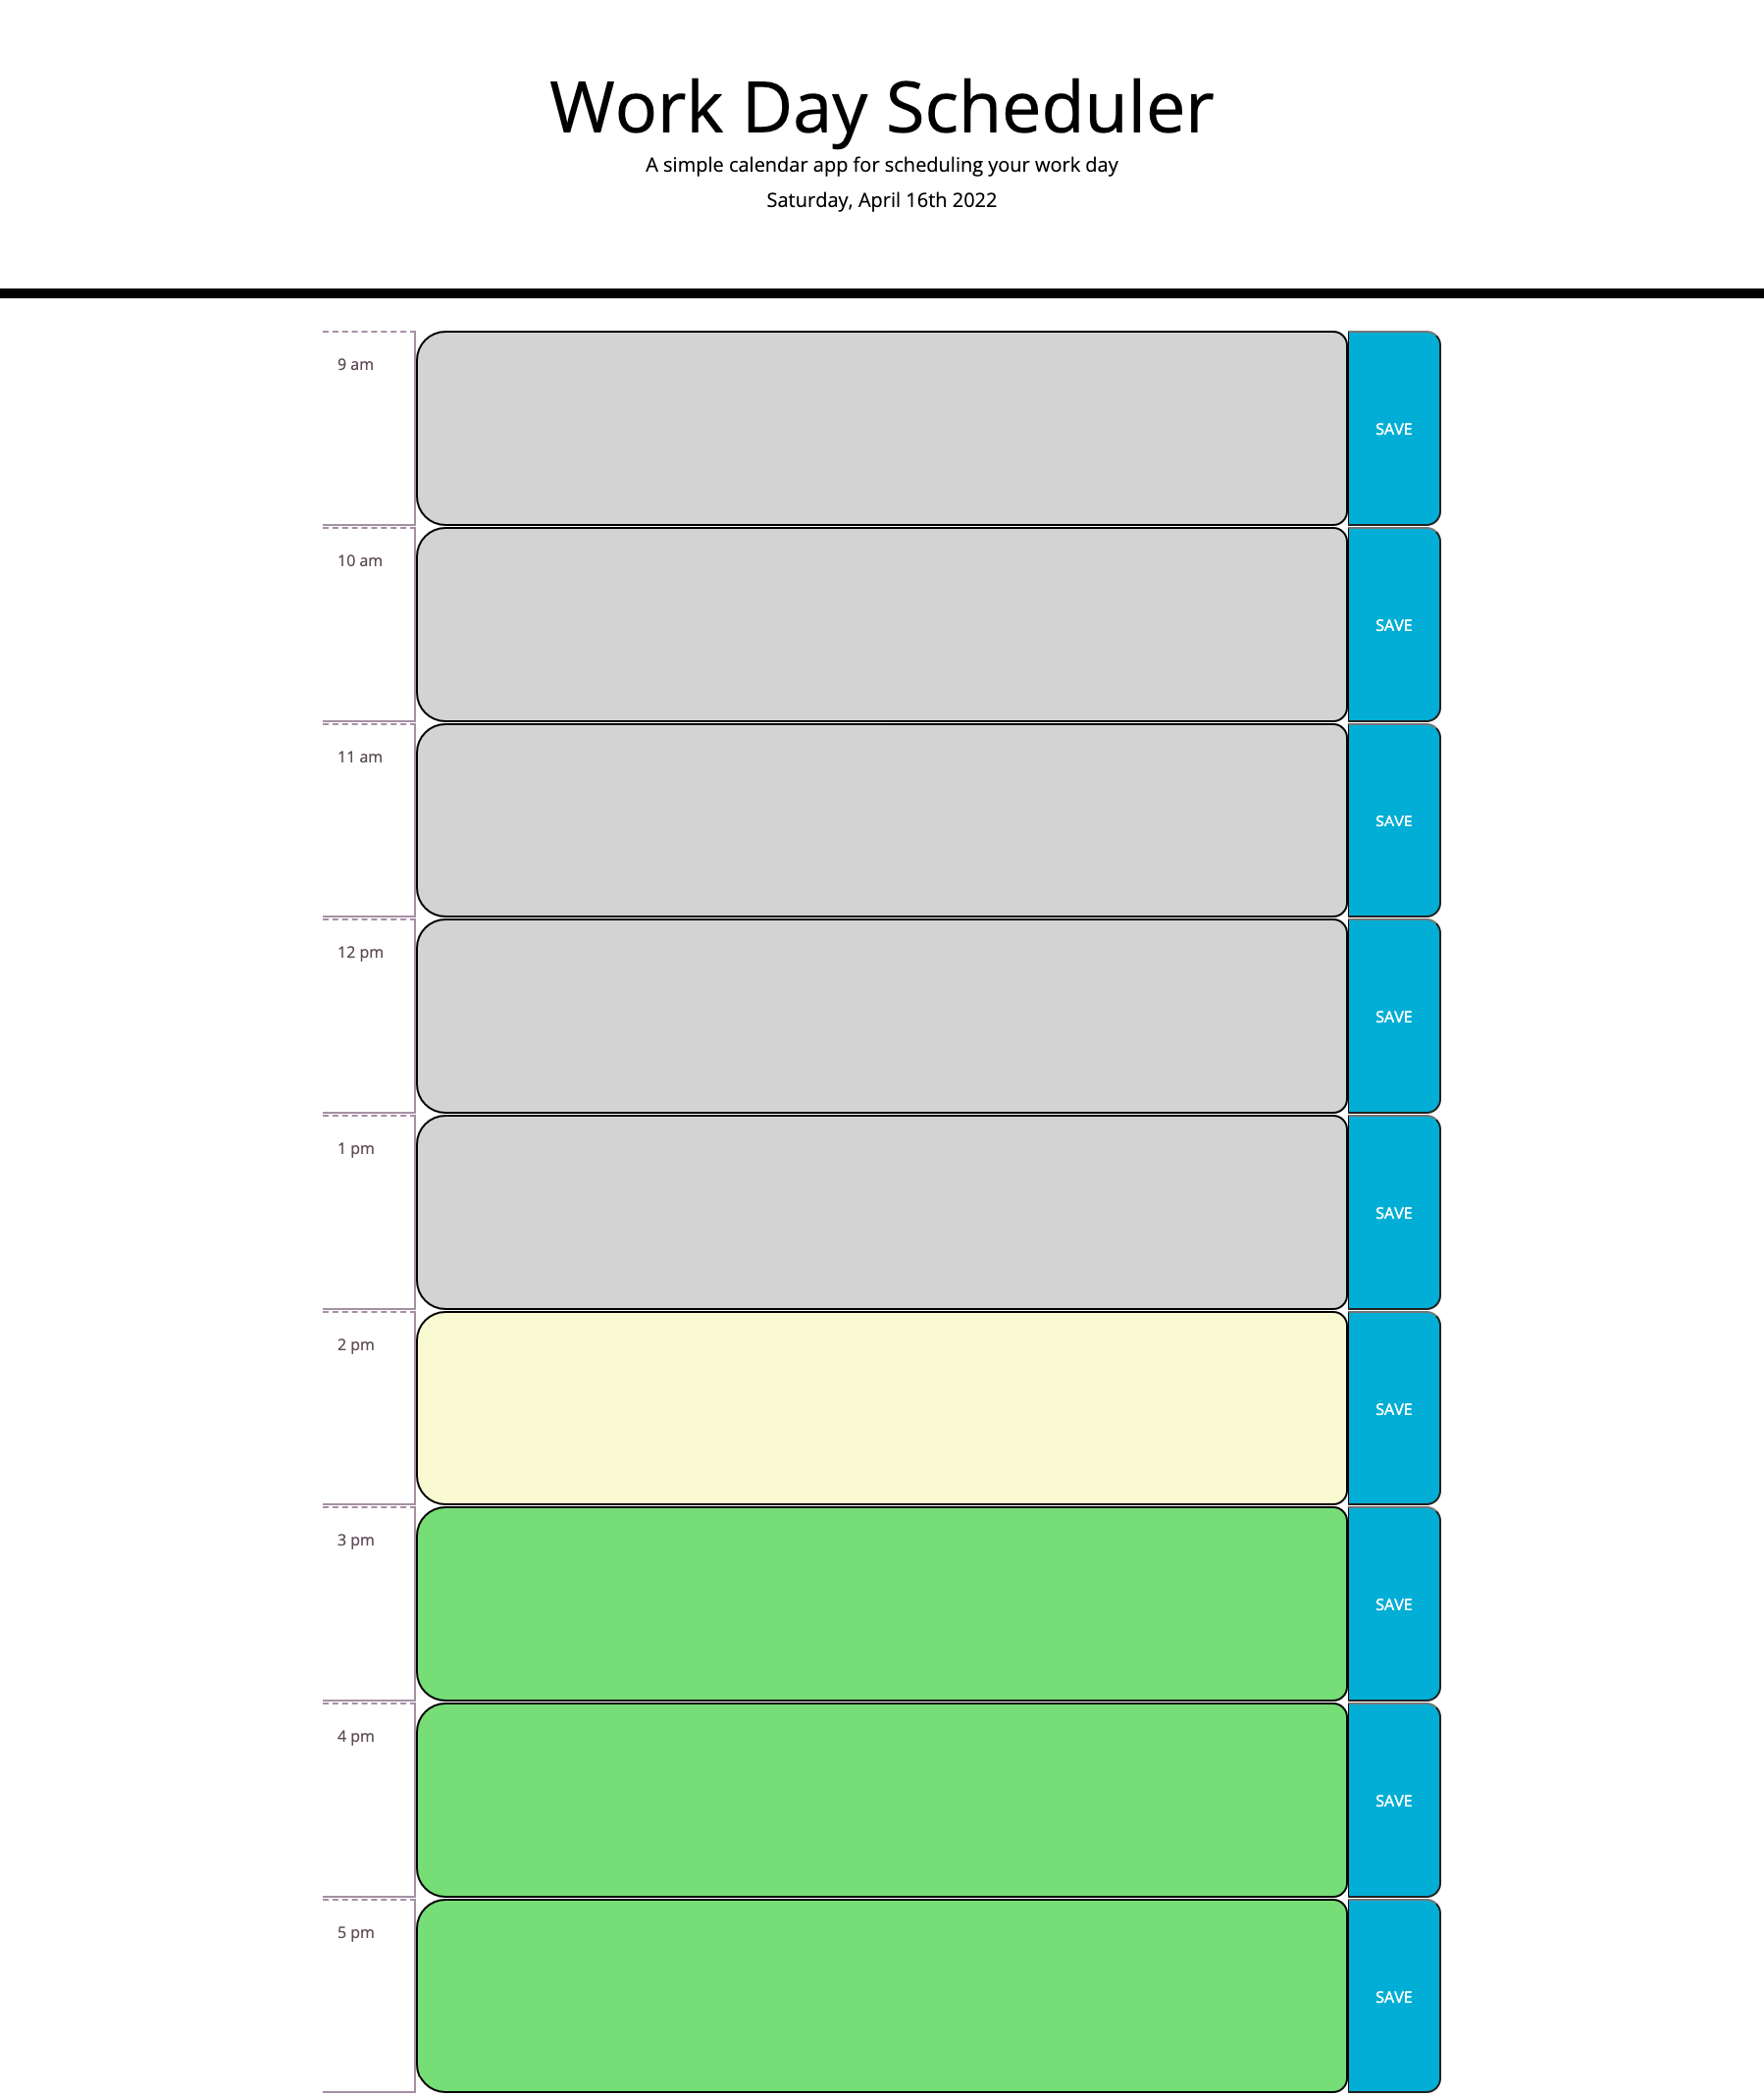 Work Day Scheduler
A simple calendar app for scheduling your work day
Saturday, April 16th 2022
9 am
SAVE
10 am
SAVE
11 am
SAVE
12 pm
SAVE
1 pm
SAVE
2 pm
SAVE
3 pm
SAVE
4 pm
SAVE
5 pm
SAVE